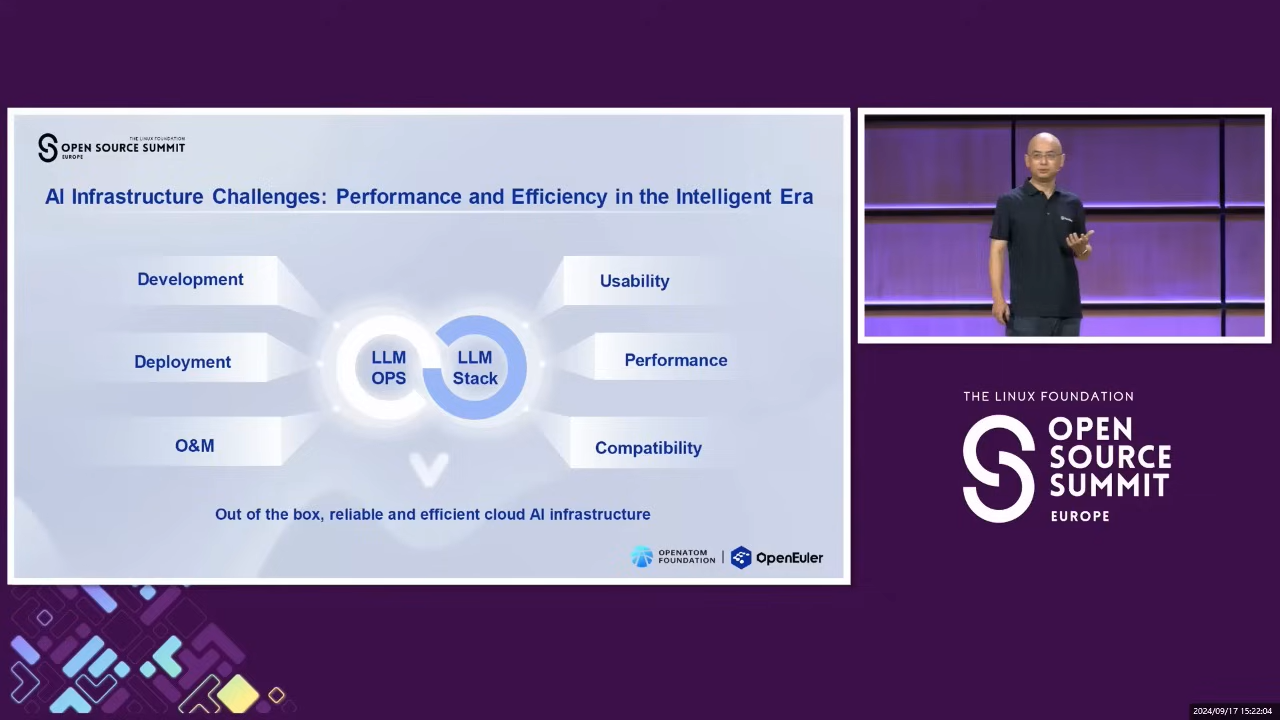 THE LINUX FOUNDATION
OPEN SOURCE SUMMIT
EUROPE
AI Infrastructure Challenges: Performance and Efficiency in the Intelligent Era
Development
Deployment
O&M
LLM
OPS
LLM
Stack
Usability
Performance
Compatibility
Out of the box, reliable and efficient cloud AI infrastructure
OPENATOM
FOUNDATION
OpenEuler
THE LINUX FOUNDATION
OPEN
SOURCE
SUMMIT
EUROPE
2024/09/17 15:22:04